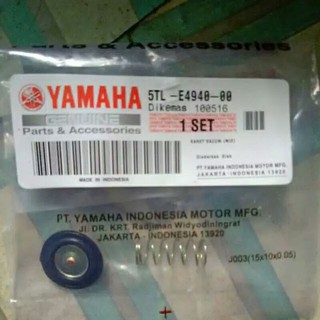 Parts & Accessories
YAMAHA
GENUINE
Parts & Accessories
5TL-E4940-00
Dikemas 100516
1 SET
MADE IN INDONESIA
PT. YAMAHA INDONESIA MOTOR MFG.
JAKARTA - INDONESIA 13920
PT. YAMAHA INDONESIA MOTOR MFG.
Jl. DR. KRT. Radjiman Widyodiningrat
JAKARTA - INDONESIA 13920
J003(15x10x0.05)